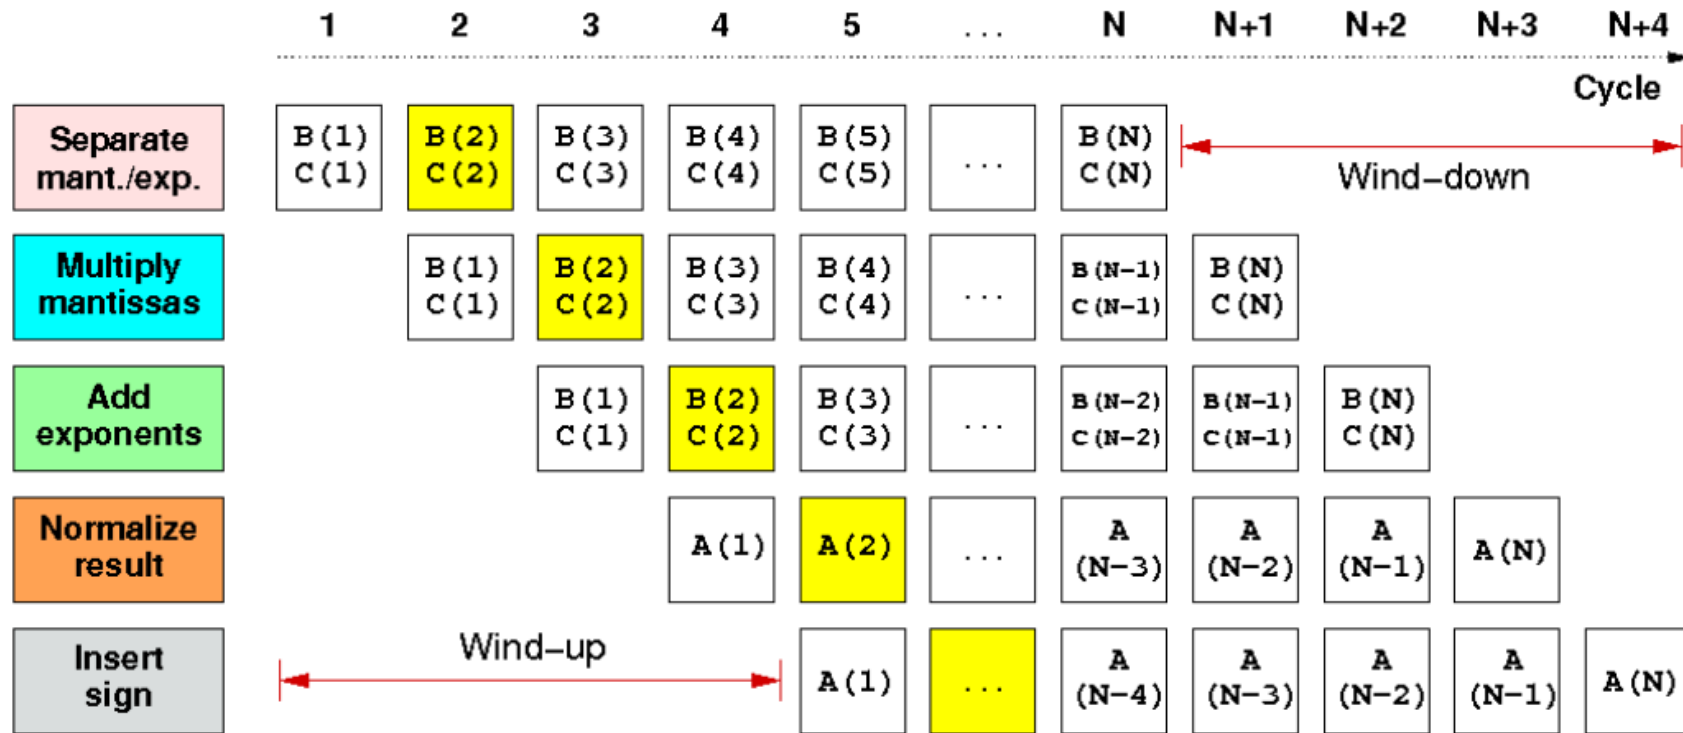 1 2 3 4 5 ... N N+1 N+2 N+3 N+4
Cycle
Separate
mant./exp.
B(1) B(2) B(3) B(4) B(5) ... B(N)
C(1) C(2) C(3) C(4) C(5) C(N)
Wind-down
Multiply
mantissas
B(1) B(2) B(3) B(4) ... B(N-1) B(N)
C(1) C(2) C(3) C(4) C(N-1) C(N)
Add
exponents
B(1) B(2) B(3) ... B(N-2) B(N-1) B(N)
C(1) C(2) C(3) C(N-2) C(N-1) C(N)
Normalize
result
A(1) A(2) ... A A A A(N)
(N-3) (N-2) (N-1)
Insert
sign
Wind-up
A(1) ... A A A A A(N)
(N-4) (N-3) (N-2) (N-1)